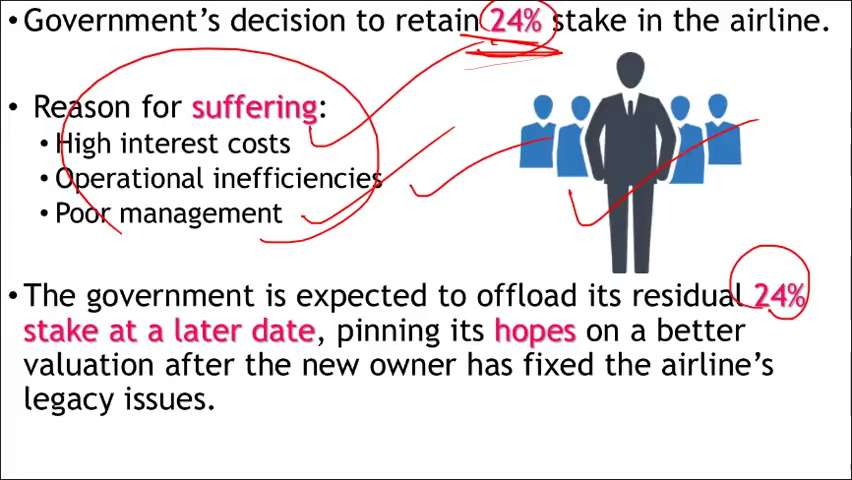 • Government's decision to retain 24% stake in the airline.
• Reason for suffering:
• High interest costs
• Operational inefficiencies
• Poor management
• The government is expected to offload its residual 24%
stake at a later date, pinning its hopes on a better
valuation after the new owner has fixed the airline's
legacy issues.